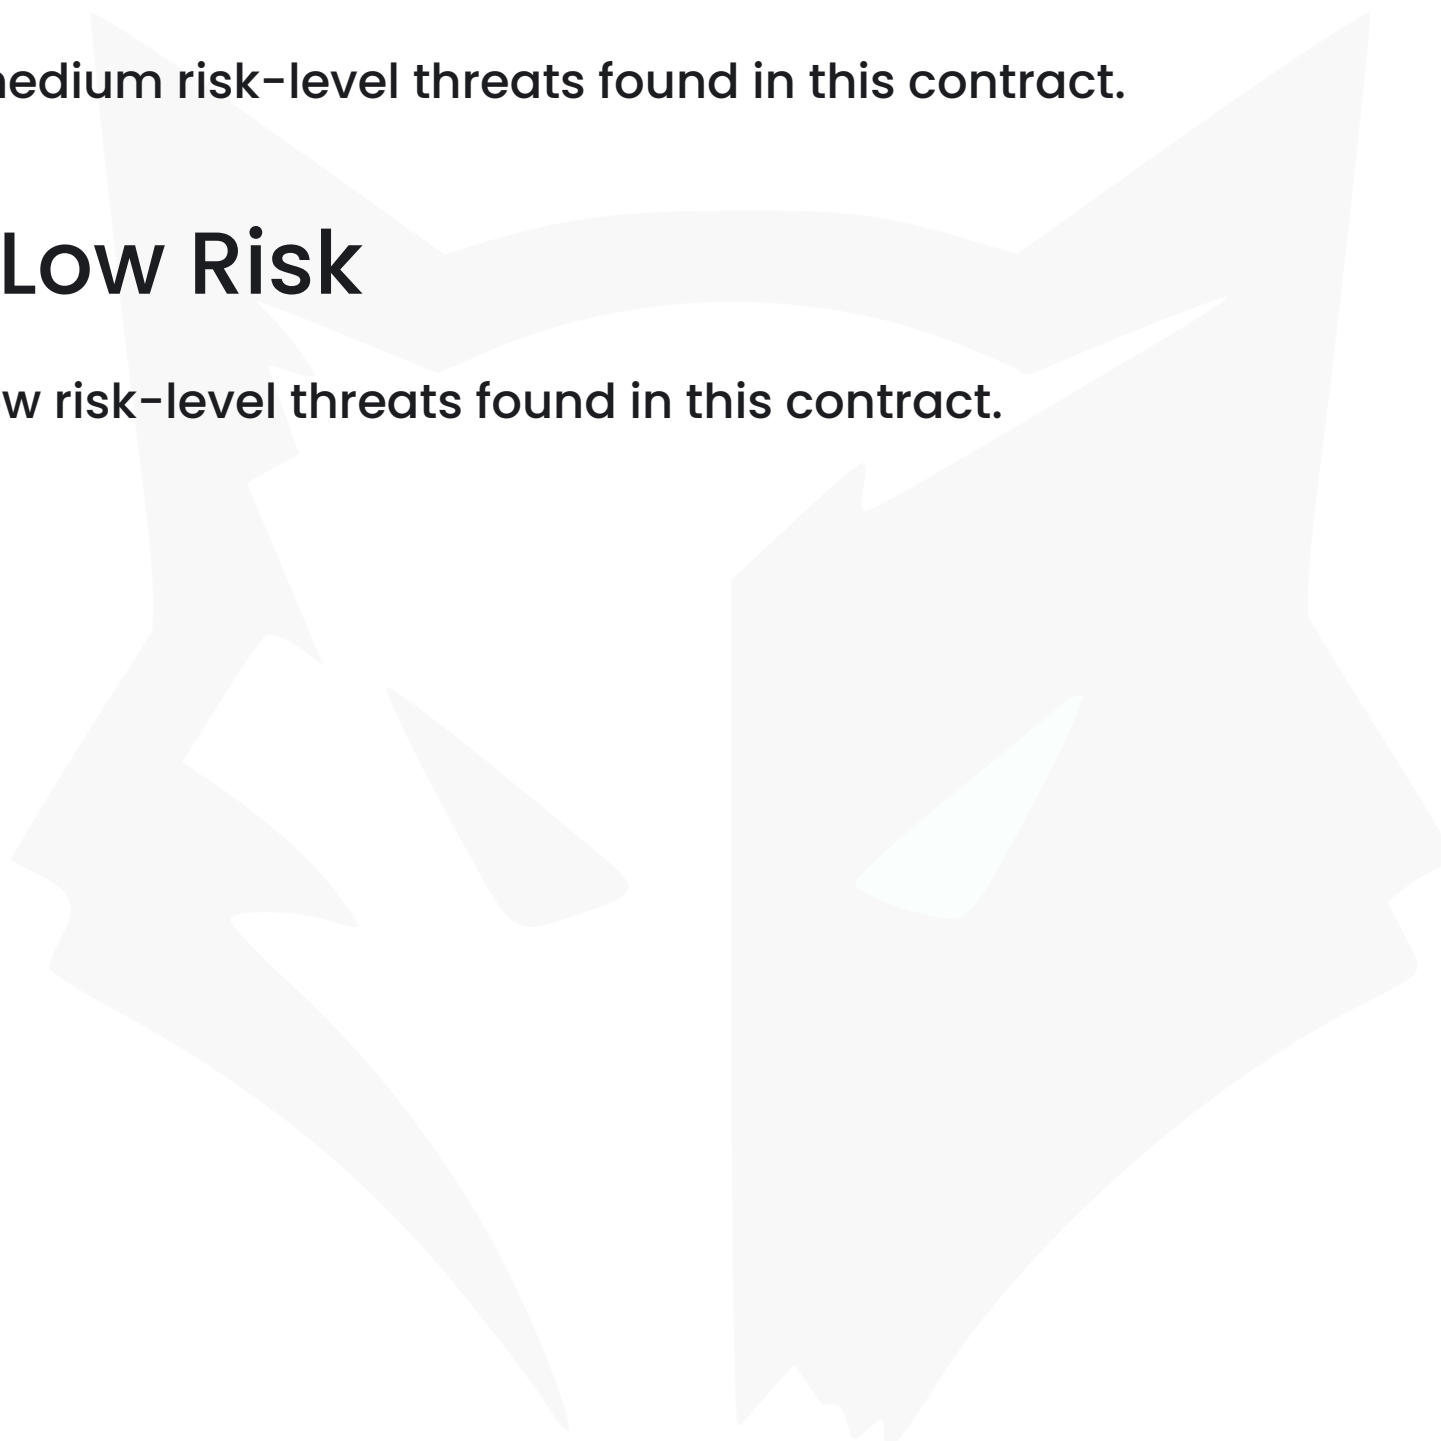 edium risk-level threats found in this contract.
Low Risk
w risk-level threats found in this contract.